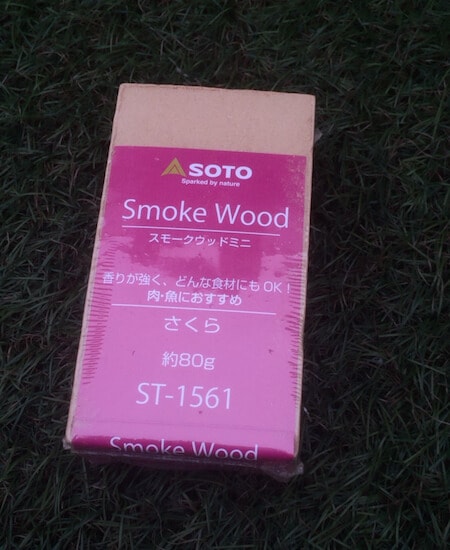 SOTO
Sparked by nature
Smoke Wood
スモークウッドミニ
香りが強く、どんな食材にもOK！
肉・魚におすすめ
さくら
約80g
ST-1561
Smoke Wood